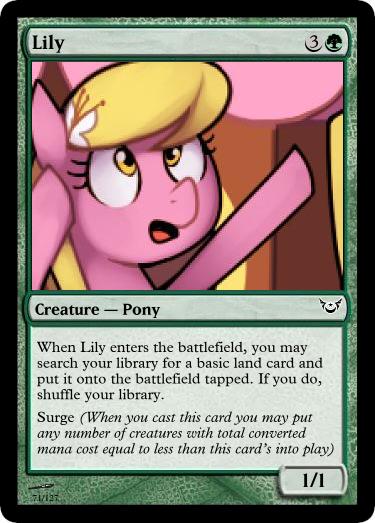 Lily 3
Creature — Pony
When Lily enters the battlefield, you may
search your library for a basic land card and
put it onto the battlefield tapped. If you do,
shuffle your library.
Surge (When you cast this card you may put
any number of creatures with total converted
mana cost equal to less than this card's into play)
1/1
71/127